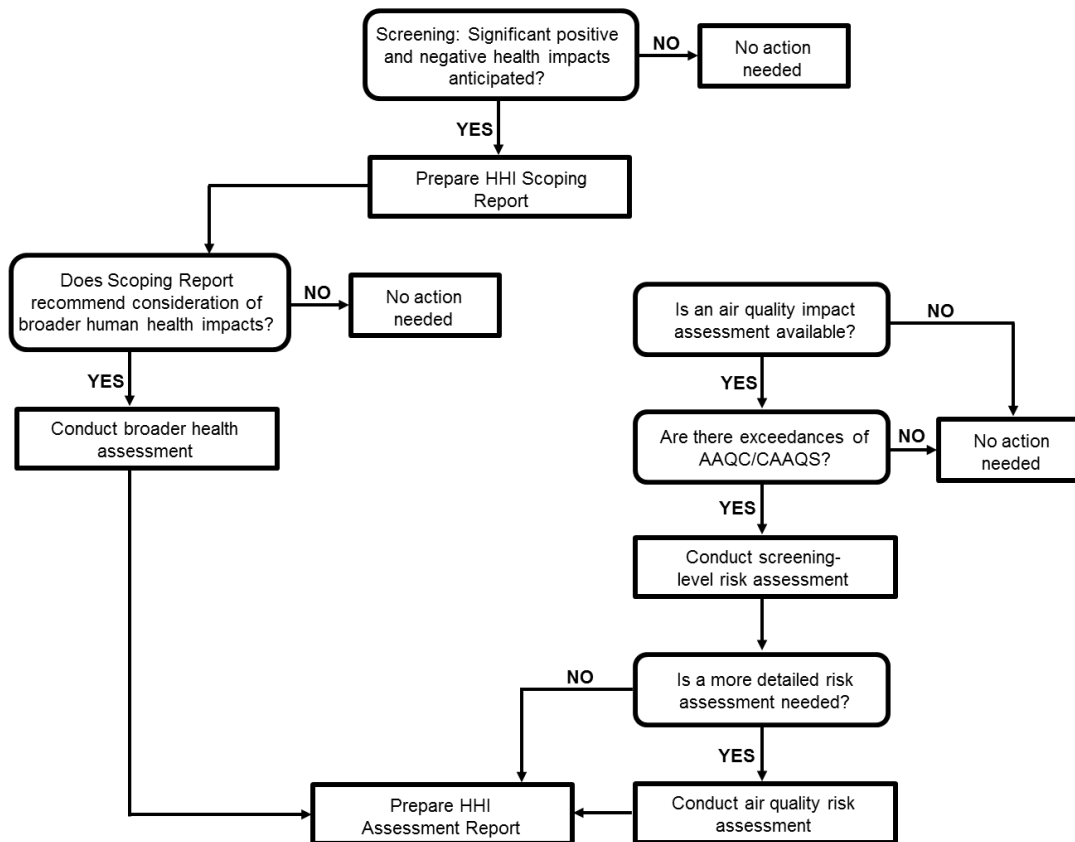 Screening: Significant positive
and negative health impacts
anticipated?
NO
No action
needed
YES
Prepare HHI Scoping
Report
Does Scoping Report
recommend consideration of
broader human health impacts?
NO
No action
needed
YES
Conduct broader health
assessment
Is an air quality impact
assessment available?
NO
YES
Are there exceedances of
AAQC/CAAQS?
NO
No action
needed
YES
Conduct screening-
level risk assessment
Is a more detailed risk
assessment needed?
NO
YES
Conduct air quality risk
assessment
Prepare HHI
Assessment Report